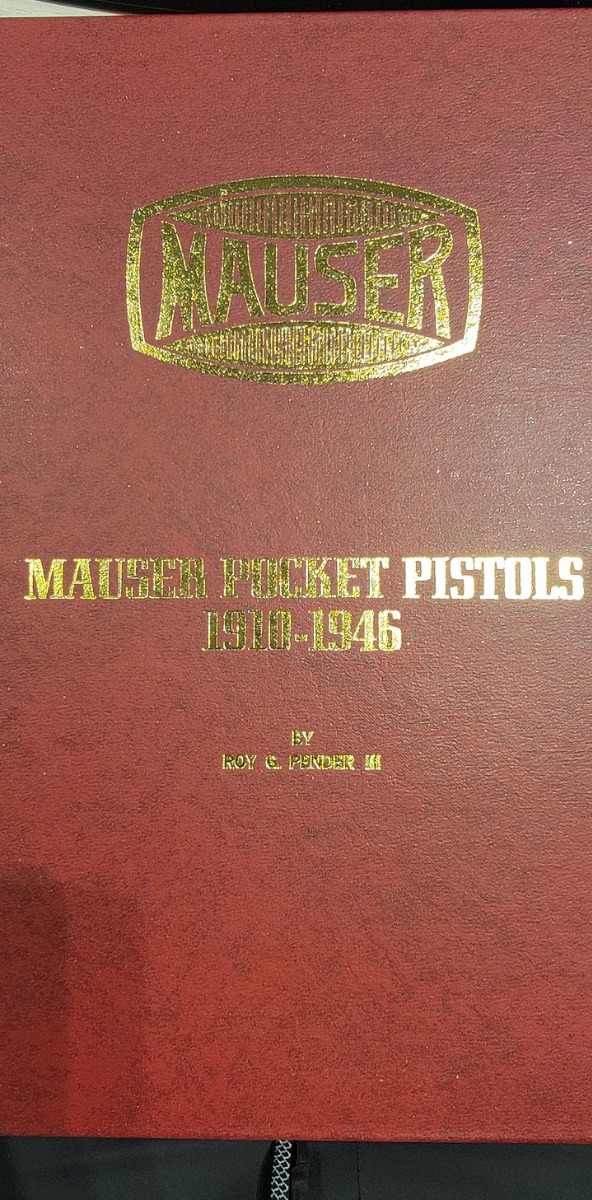 MAUSER
MAUSER POCKET PISTOLS
1910-1946
BY
ROY G. PENDER III